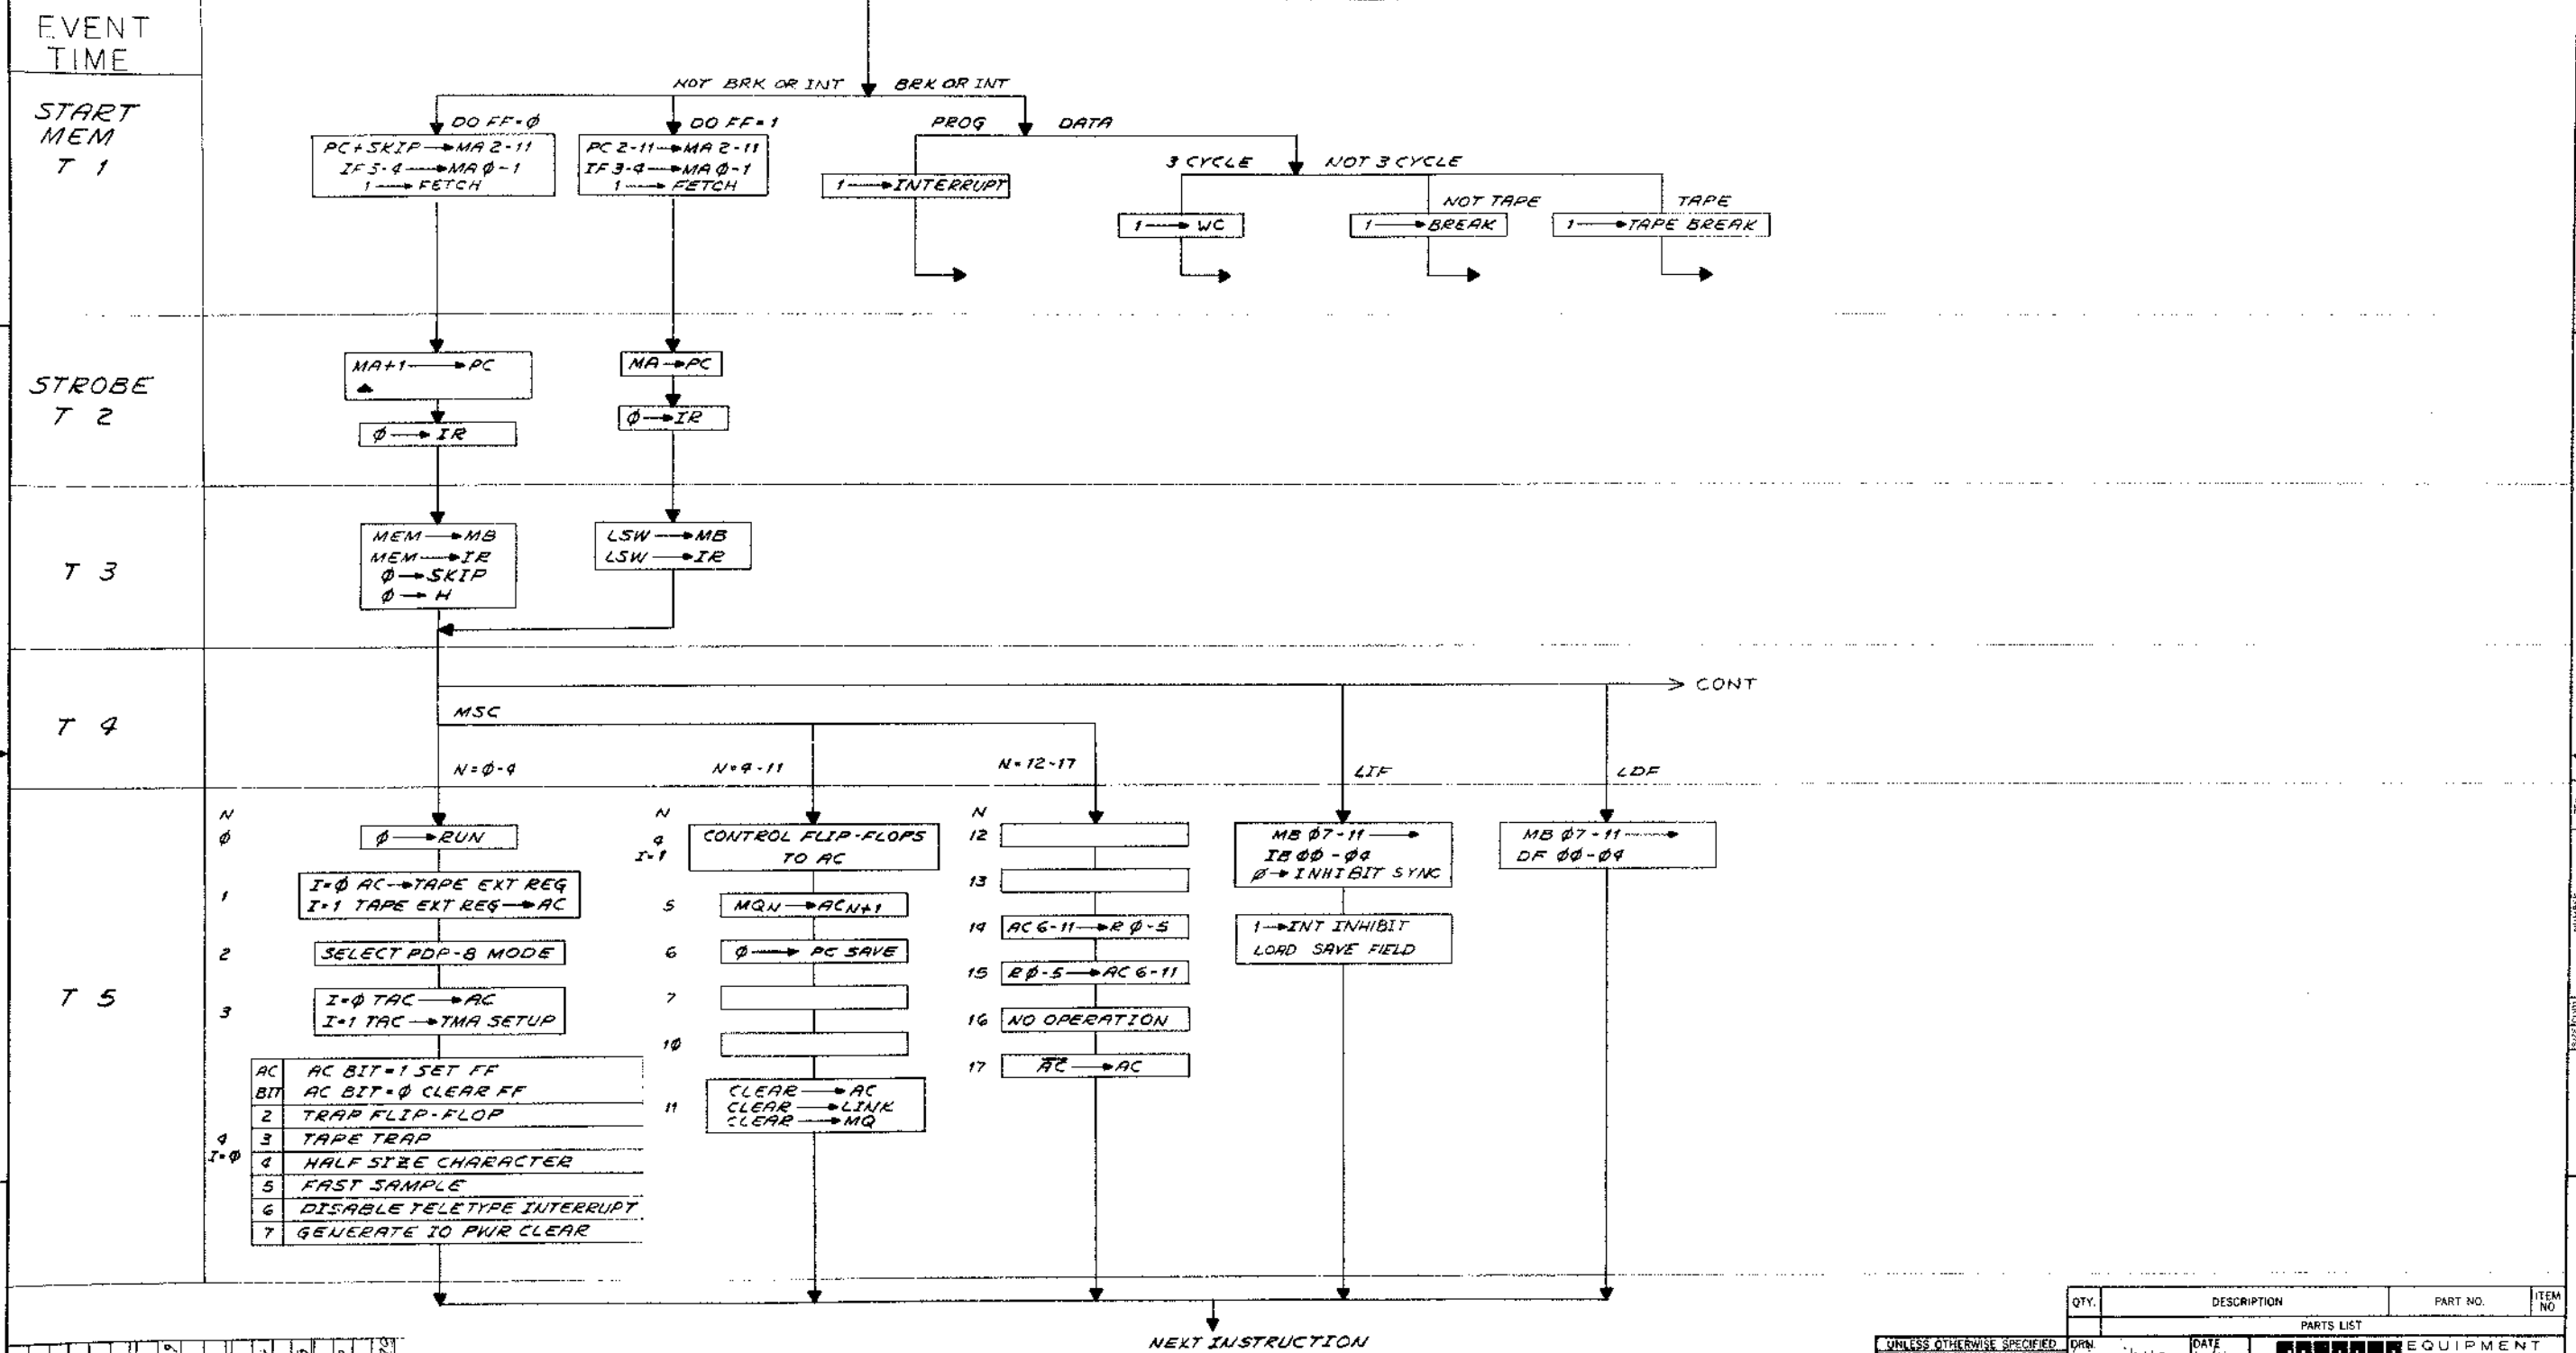 EVENT
TIME
NOT BRK OR INT
BRK OR INT
START
MEM
T 1
DO FF=Ø
DO FF=1
PROG
DATA
PC+SKIP→MA 2-11
IF 3-4→MA Ø-1
1→FETCH
PC 2-11→MA 2-11
IF 3-4→MA Ø-1
1→FETCH
3 CYCLE
NOT 3 CYCLE
1→INTERRUPT
NOT TAPE
TAPE
1→WC
1→BREAK
1→TAPE BREAK
STROBE
T 2
MA+1→PC
▲
MA→PC
Ø→IR
Ø→IR
T 3
MEM→MB
MEM→IR
Ø→SKIP
Ø→H
LSW→MB
LSW→IR
CONT
T 4
MSC
N=Ø-4
N=4-11
N=12-17
LIF
LDF
T 5
N
Ø
Ø→RUN
1
I=Ø AC→TAPE EXT REG
I=1 TAPE EXT REG→AC
2
SELECT PDP-8 MODE
3
I=Ø TAC→AC
I=1 TAC→TMA SETUP
4
I=Ø
AC BIT
AC BIT=1 SET FF
AC BIT=Ø CLEAR FF
2 TRAP FLIP-FLOP
3 TAPE TRAP
4 HALF SIZE CHARACTER
5 FAST SAMPLE
6 DISABLE TELETYPE INTERRUPT
7 GENERATE IO PWR CLEAR
N
4
I=1
CONTROL FLIP-FLOPS
TO AC
5 MQN→ACN+1
6 Ø→PC SAVE
7
1Ø
11
CLEAR→AC
CLEAR→LINK
CLEAR→MQ
N
12
13
14 AC 6-11→R Ø-5
15 R Ø-5→AC 6-11
16 NO OPERATION
17 A̅C̅→AC
MB Ø7-11→
IB ØØ-Ø4
Ø→INHIBIT SYNC
1→INT INHIBIT
LOAD SAVE FIELD
MB Ø7-11→
DF ØØ-Ø4
NEXT INSTRUCTION
QTY. DESCRIPTION PART NO. ITEM NO
PARTS LIST
UNLESS OTHERWISE SPECIFIED
DRN.
DATE
EQUIPMENT